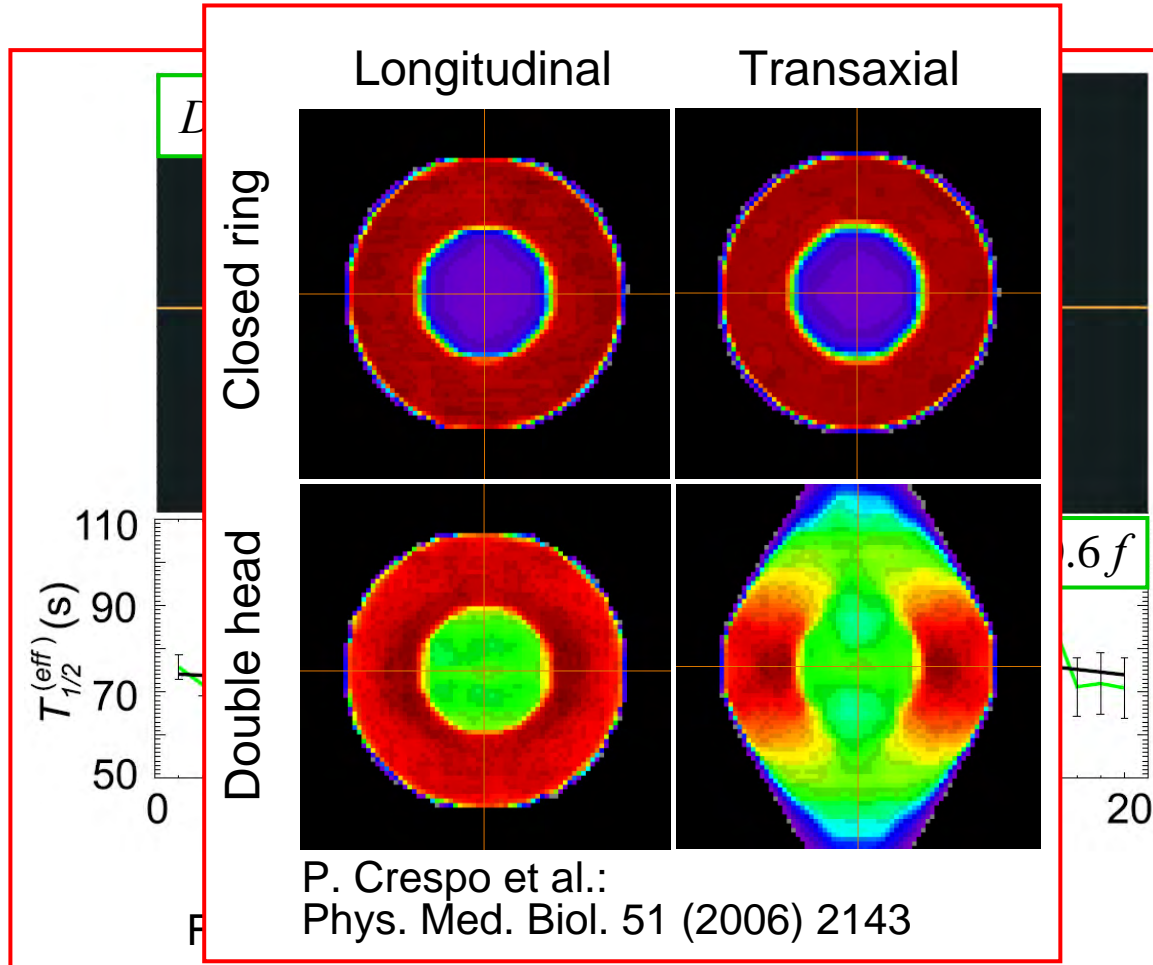 Longitudinal Transaxial
Closed ring
Double head
P. Crespo et al.:
Phys. Med. Biol. 51 (2006) 2143
D
.6 f
110
90
70
50
T1/2(eff) (s)
0 20